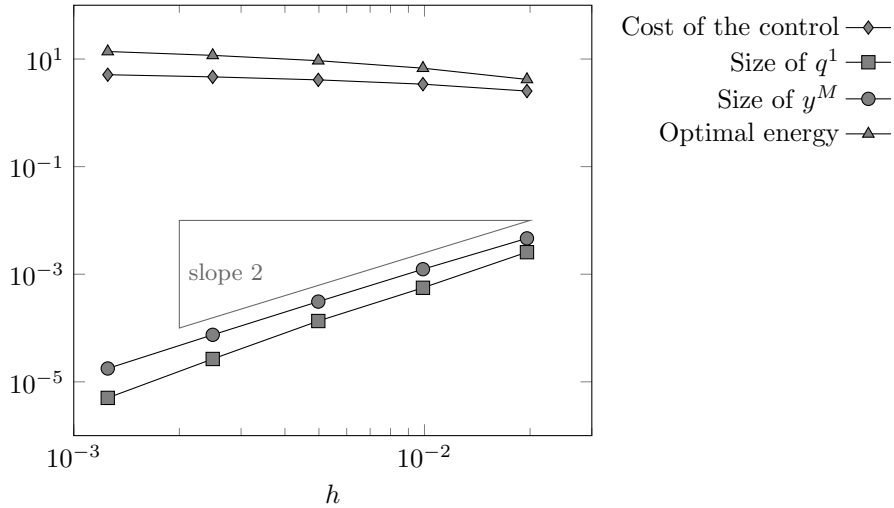 10^1
10^{-1}
10^{-3}
10^{-5}
10^{-3}
10^{-2}
h
slope 2
Cost of the control
Size of q^1
Size of y^M
Optimal energy